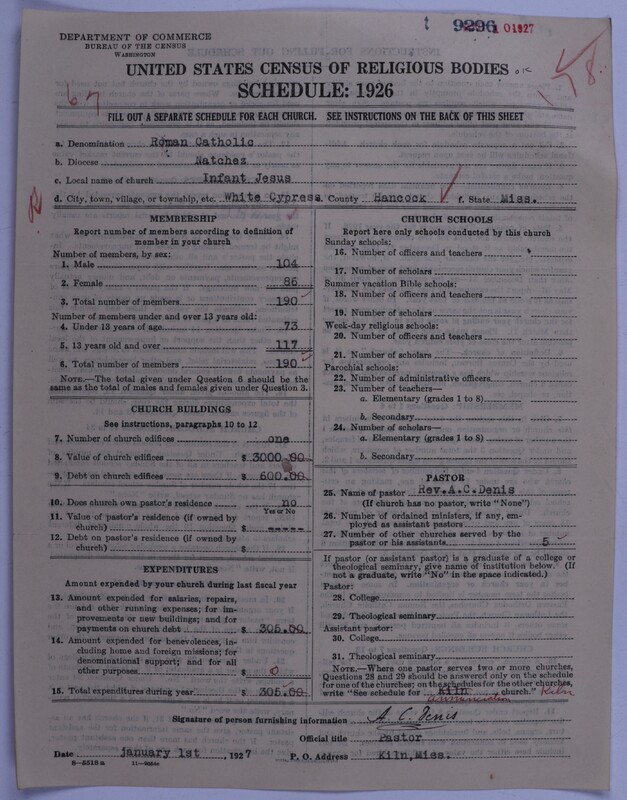 9296
0 1927
DEPARTMENT OF COMMERCE
BUREAU OF THE CENSUS
WASHINGTON
UNITED STATES CENSUS OF RELIGIOUS BODIES
SCHEDULE: 1926
67
FILL OUT A SEPARATE SCHEDULE FOR EACH CHURCH. SEE INSTRUCTIONS ON THE BACK OF THIS SHEET
a. Denomination Roman Catholic
b. Diocese Natchez
c. Local name of church Infant Jesus
d. City, town, village, or township, etc. White Cypress County Hancock f. State Miss.
MEMBERSHIP
Report number of members according to definition of
member in your church
Number of members, by sex:
1. Male 104
2. Female 86
3. Total number of members 190
Number of members under and over 13 years old:
4. Under 13 years of age 73
5. 13 years old and over 117
6. Total number of members 190
NOTE.—The total given under Question 6 should be the
same as the total of males and females given under Question 3.
CHURCH BUILDINGS
See instructions, paragraphs 10 to 12
7. Number of church edifices one
8. Value of church edifices $ 3000.00
9. Debt on church edifices $ 600.00
10. Does church own pastor's residence no
Yes or No
11. Value of pastor's residence (if owned by
church) $ -----
12. Debt on pastor's residence (if owned by
church) $
EXPENDITURES
Amount expended by your church during last fiscal year
13. Amount expended for salaries, repairs,
and other running expenses; for im-
provements or new buildings; and for
payments on church debt $ 305.00
14. Amount expended for benevolences, in-
cluding home and foreign missions; for
denominational support; and for all
other purposes $ 0
15. Total expenditures during year $ 305.00
CHURCH SCHOOLS
Report here only schools conducted by this church
Sunday schools:
16. Number of officers and teachers
17. Number of scholars
Summer vacation Bible schools:
18. Number of officers and teachers
19. Number of scholars
Week-day religious schools:
20. Number of officers and teachers
21. Number of scholars
Parochial schools:
22. Number of administrative officers
23. Number of teachers—
a. Elementary (grades 1 to 8)
b. Secondary
24. Number of scholars—
a. Elementary (grades 1 to 8)
b. Secondary
PASTOR
25. Name of pastor Rev.A.C.Denis
(If church has no pastor, write "None")
26. Number of ordained ministers, if any, em-
ployed as assistant pastors
27. Number of other churches served by the
pastor or his assistants 5
If pastor (or assistant pastor) is a graduate of a college or
theological seminary, give name of institution below. (If
not a graduate, write "No" in the space indicated.)
Pastor:
28. College
29. Theological seminary
Assistant pastor:
30. College
31. Theological seminary
NOTE.—Where one pastor serves two or more churches,
Questions 28 and 29 should be answered only on the schedule
for one of the churches; on the schedules for the other churches,
write "See schedule for Kiln church." Kiln
Annunciation
Signature of person furnishing information A. C. Denis
Official title Pastor
Date January 1st , 1927 P. O. Address Kiln,Miss.